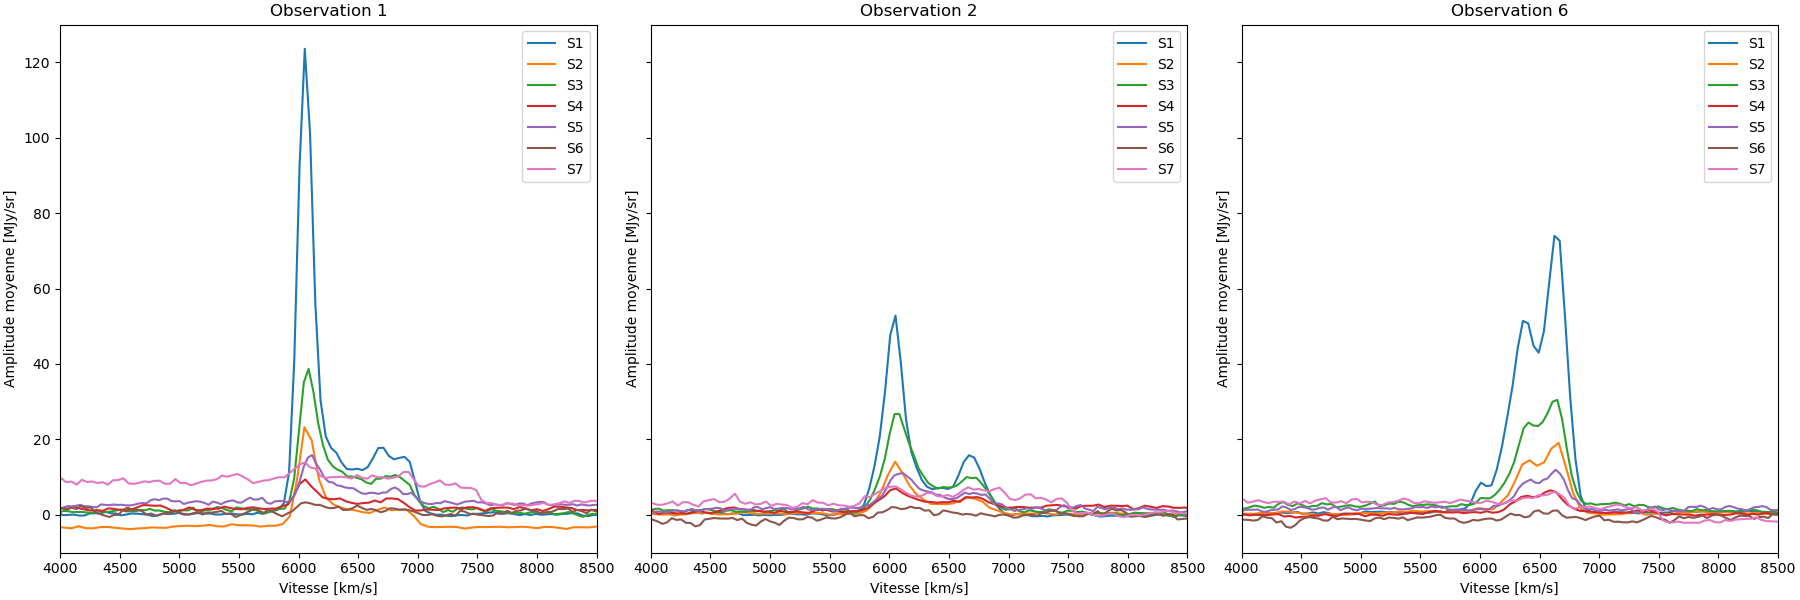 Observation 1
Observation 2
Observation 6
Amplitude moyenne [MJy/sr]
120
100
80
60
40
20
0
S1
S2
S3
S4
S5
S6
S7
4000 4500 5000 5500 6000 6500 7000 7500 8000 8500
Vitesse [km/s]
Amplitude moyenne [MJy/sr]
S1
S2
S3
S4
S5
S6
S7
4000 4500 5000 5500 6000 6500 7000 7500 8000 8500
Vitesse [km/s]
Amplitude moyenne [MJy/sr]
S1
S2
S3
S4
S5
S6
S7
4000 4500 5000 5500 6000 6500 7000 7500 8000 8500
Vitesse [km/s]